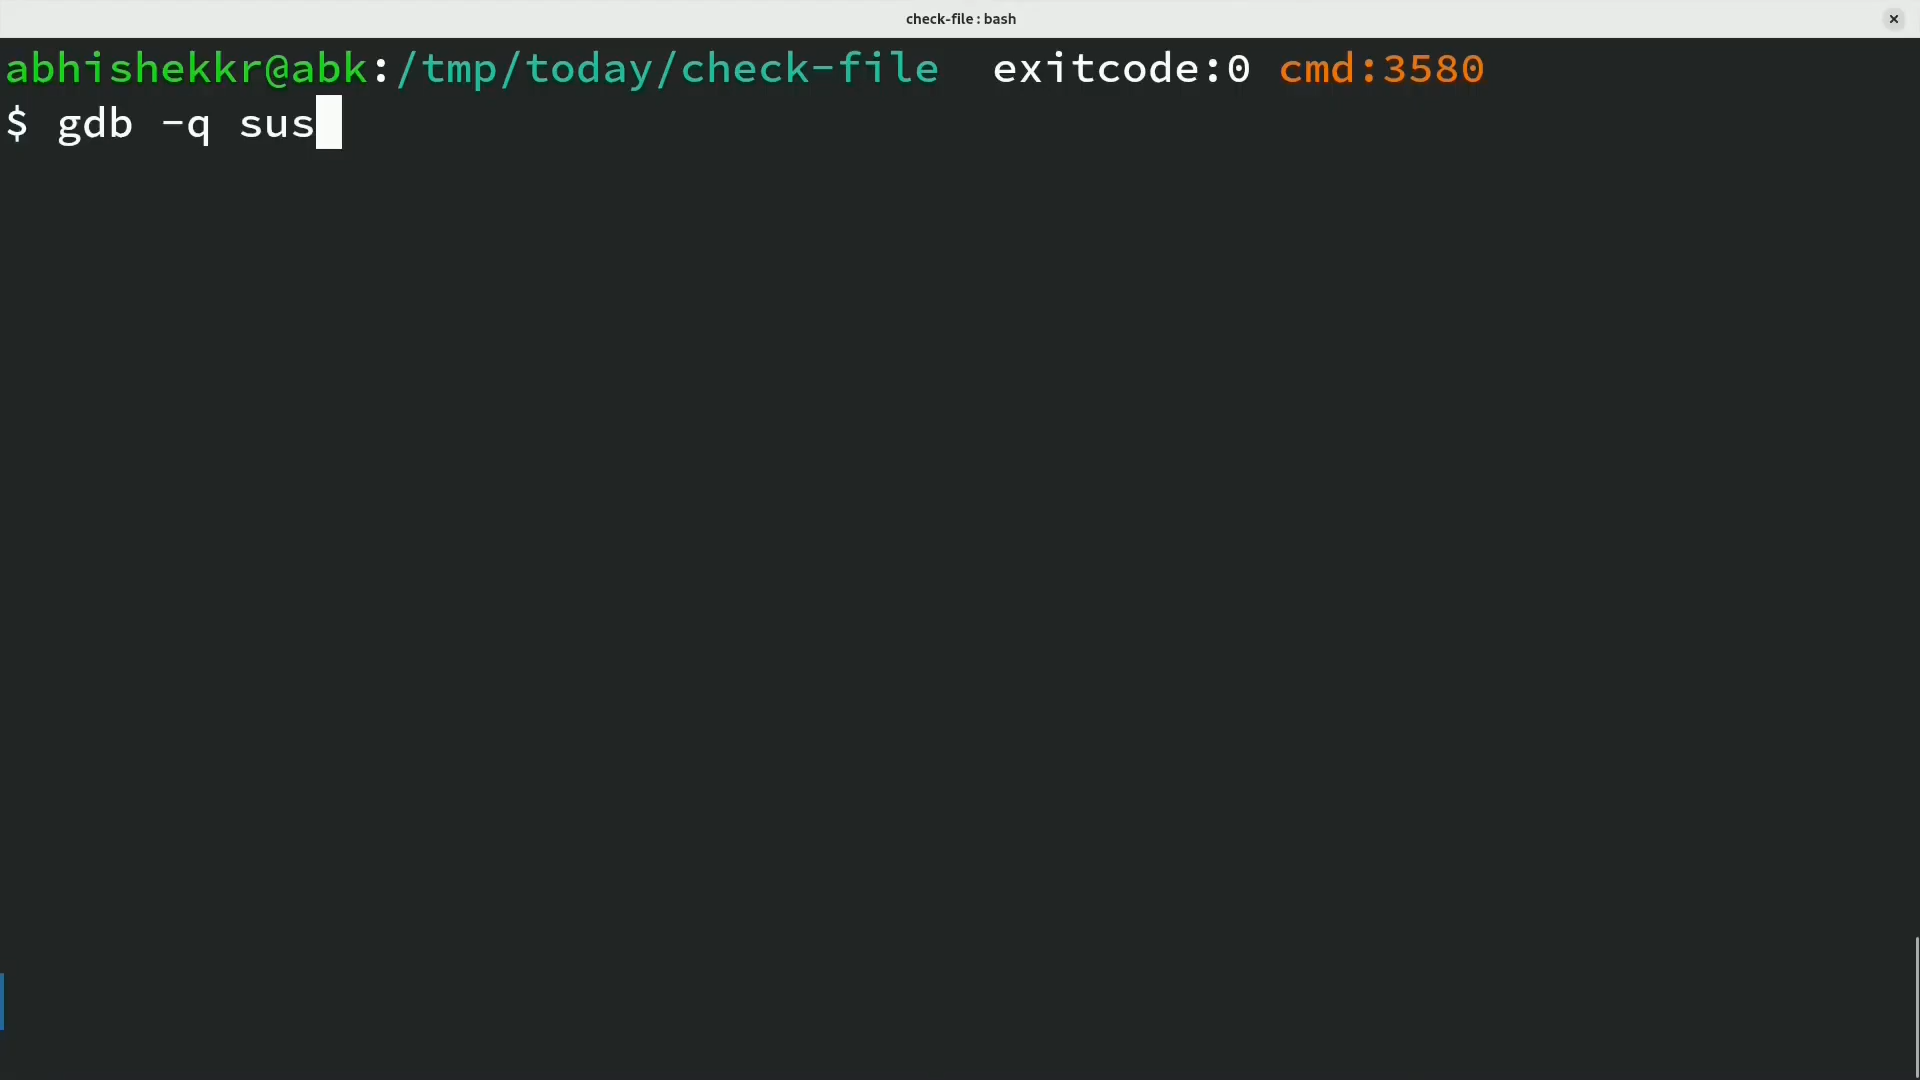 check-file : bash
abhishekkr@abk:/tmp/today/check-file  exitcode:0 cmd:3580
$ gdb -q sus